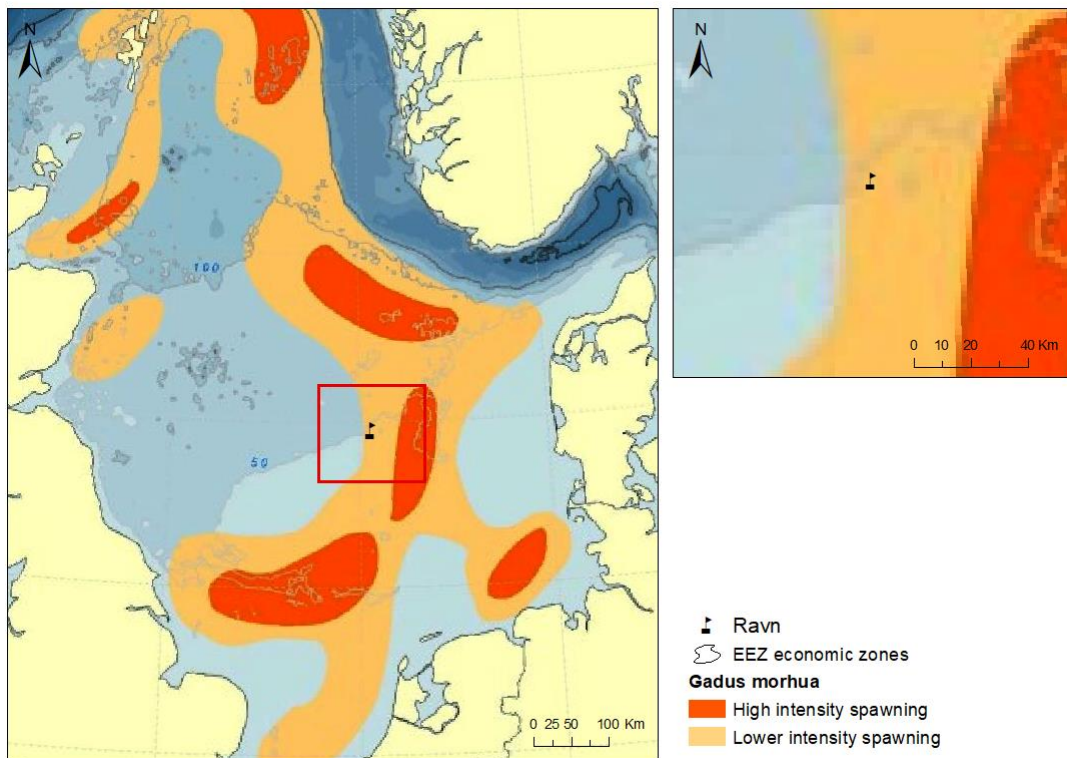 N
100
50
0 25 50 100 Km
N
0 10 20 40 Km
Ravn
EEZ economic zones
Gadus morhua
High intensity spawning
Lower intensity spawning